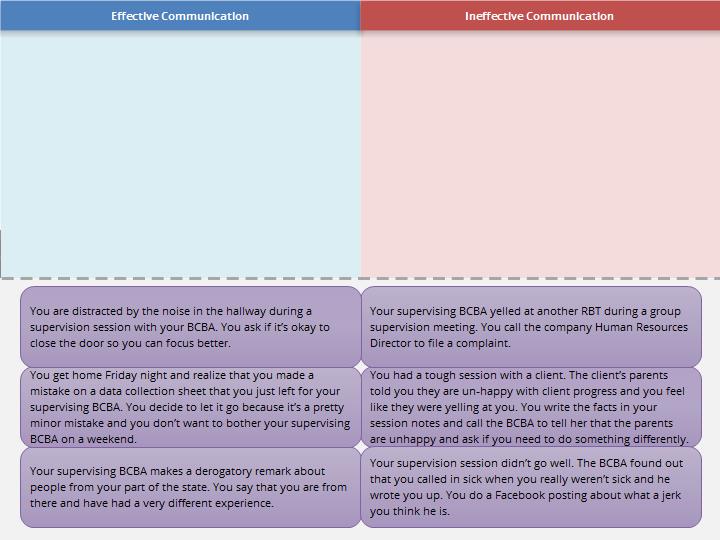 Effective Communication
Ineffective Communication
You are distracted by the noise in the hallway during a
supervision session with your BCBA. You ask if it's okay to
close the door so you can focus better.
Your supervising BCBA yelled at another RBT during a group
supervision meeting. You call the company Human Resources
Director to file a complaint.
You get home Friday night and realize that you made a
mistake on a data collection sheet that you just left for your
supervising BCBA. You decide to let it go because it's a pretty
minor mistake and you don't want to bother your supervising
BCBA on a weekend.
You had a tough session with a client. The client's parents
told you they are un-happy with client progress and you feel
like they were yelling at you. You write the facts in your
session notes and call the BCBA to tell her that the parents
are unhappy and ask if you need to do something differently.
Your supervising BCBA makes a derogatory remark about
people from your part of the state. You say that you are from
there and have had a very different experience.
Your supervision session didn't go well. The BCBA found out
that you called in sick when you really weren't sick and he
wrote you up. You do a Facebook posting about what a jerk
you think he is.